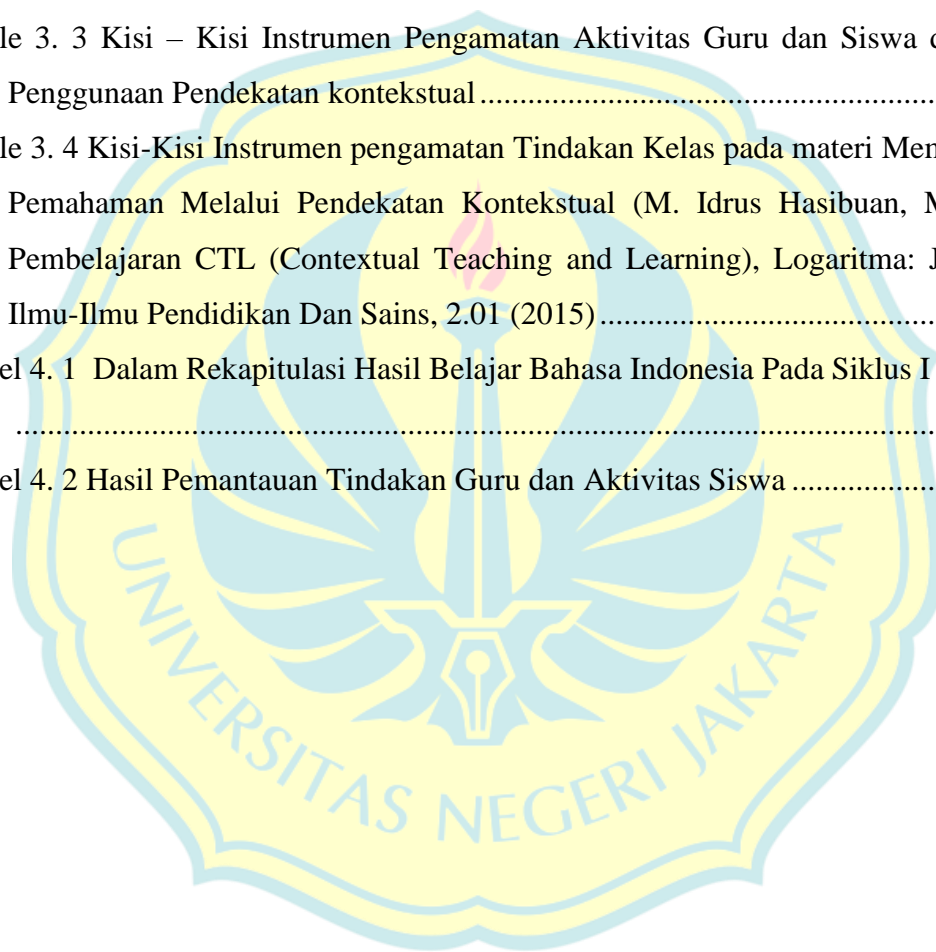 le 3. 3 Kisi – Kisi Instrumen Pengamatan Aktivitas Guru dan Siswa
Penggunaan Pendekatan kontekstual..........................................................
le 3. 4 Kisi-Kisi Instrumen pengamatan Tindakan Kelas pada materi Mem
Pemahaman Melalui Pendekatan Kontekstual (M. Idrus Hasibuan, M
Pembelajaran CTL (Contextual Teaching and Learning), Logaritma: J
Ilmu-Ilmu Pendidikan Dan Sains, 2.01 (2015)...........................................
el 4. 1 Dalam Rekapitulasi Hasil Belajar Bahasa Indonesia Pada Siklus I
....................................................................................................................
el 4. 2 Hasil Pemantauan Tindakan Guru dan Aktivitas Siswa..................
UNIVERSITAS NEGERI JAKARTA